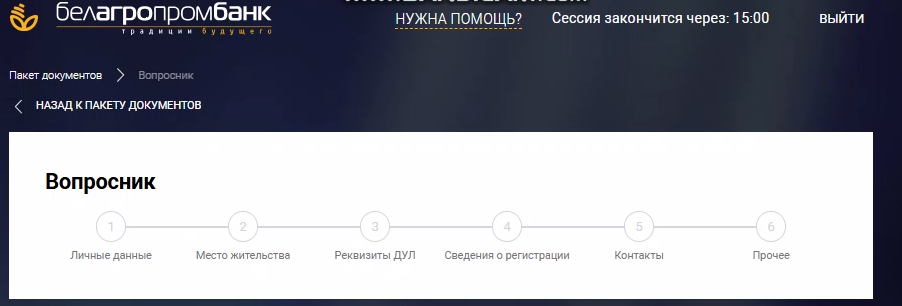 белагропромбанк
традиции будущего
НУЖНА ПОМОЩЬ?
Сессия закончится через: 15:00
ВЫЙТИ
Пакет документов
Вопросник
НАЗАД К ПАКЕТУ ДОКУМЕНТОВ
Вопросник
1
2
3
4
5
6
Личные данные
Место жительства
Реквизиты ДУЛ
Сведения о регистрации
Контакты
Прочее